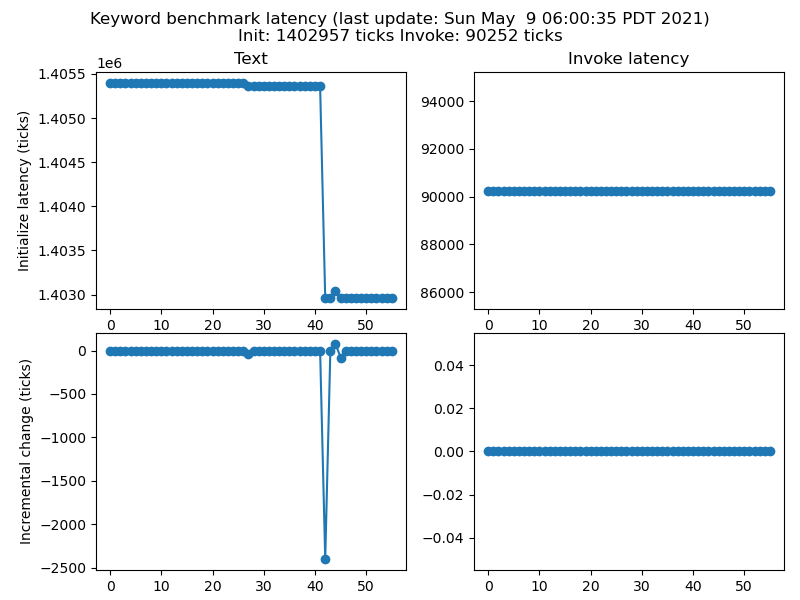 Keyword benchmark latency (last update: Sun May  9 06:00:35 PDT 2021)
Init: 1402957 ticks Invoke: 90252 ticks
Text
1e6
Initialize latency (ticks)
1.4055
1.4050
1.4045
1.4040
1.4035
1.4030
0 10 20 30 40 50
Invoke latency
94000
92000
90000
88000
86000
0 10 20 30 40 50
Incremental change (ticks)
0
−500
−1000
−1500
−2000
−2500
0 10 20 30 40 50
0.04
0.02
0.00
−0.02
−0.04
0 10 20 30 40 50